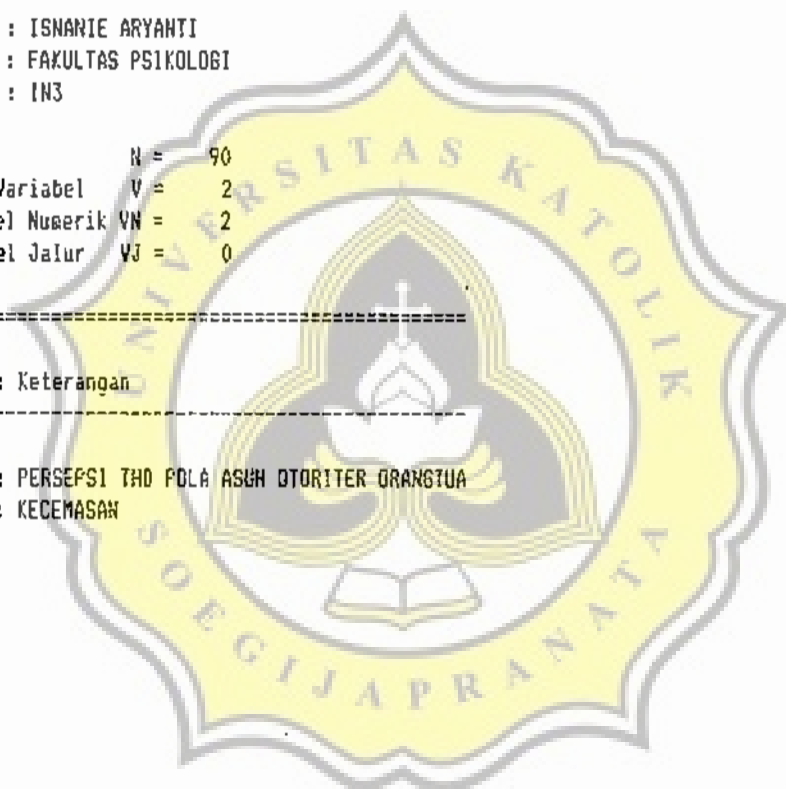 : ISNANIE ARYANTI
: FAKULTAS PSIKOLOGI
: IN3
N = 90
Variabel V = 2
el Numerik VN = 2
el Jalur VJ = 0
==================================================
: Keterangan
--------------------------------------------------
: PERSEPSI THD POLA ASUH OTORITER ORANGTUA
: KECEMASAN
UNIVERSITAS KATOLIK
SOEGIJAPRANATA